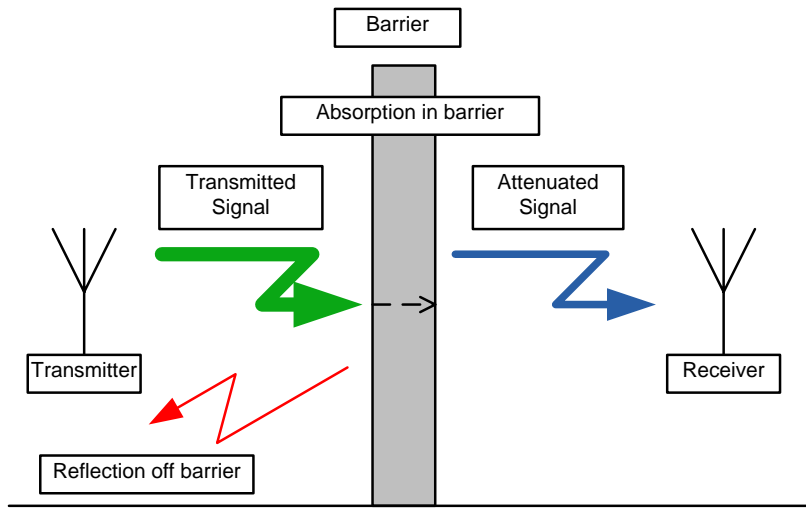 Barrier
Absorption in barrier
Transmitted
Signal
Attenuated
Signal
Transmitter
Receiver
Reflection off barrier